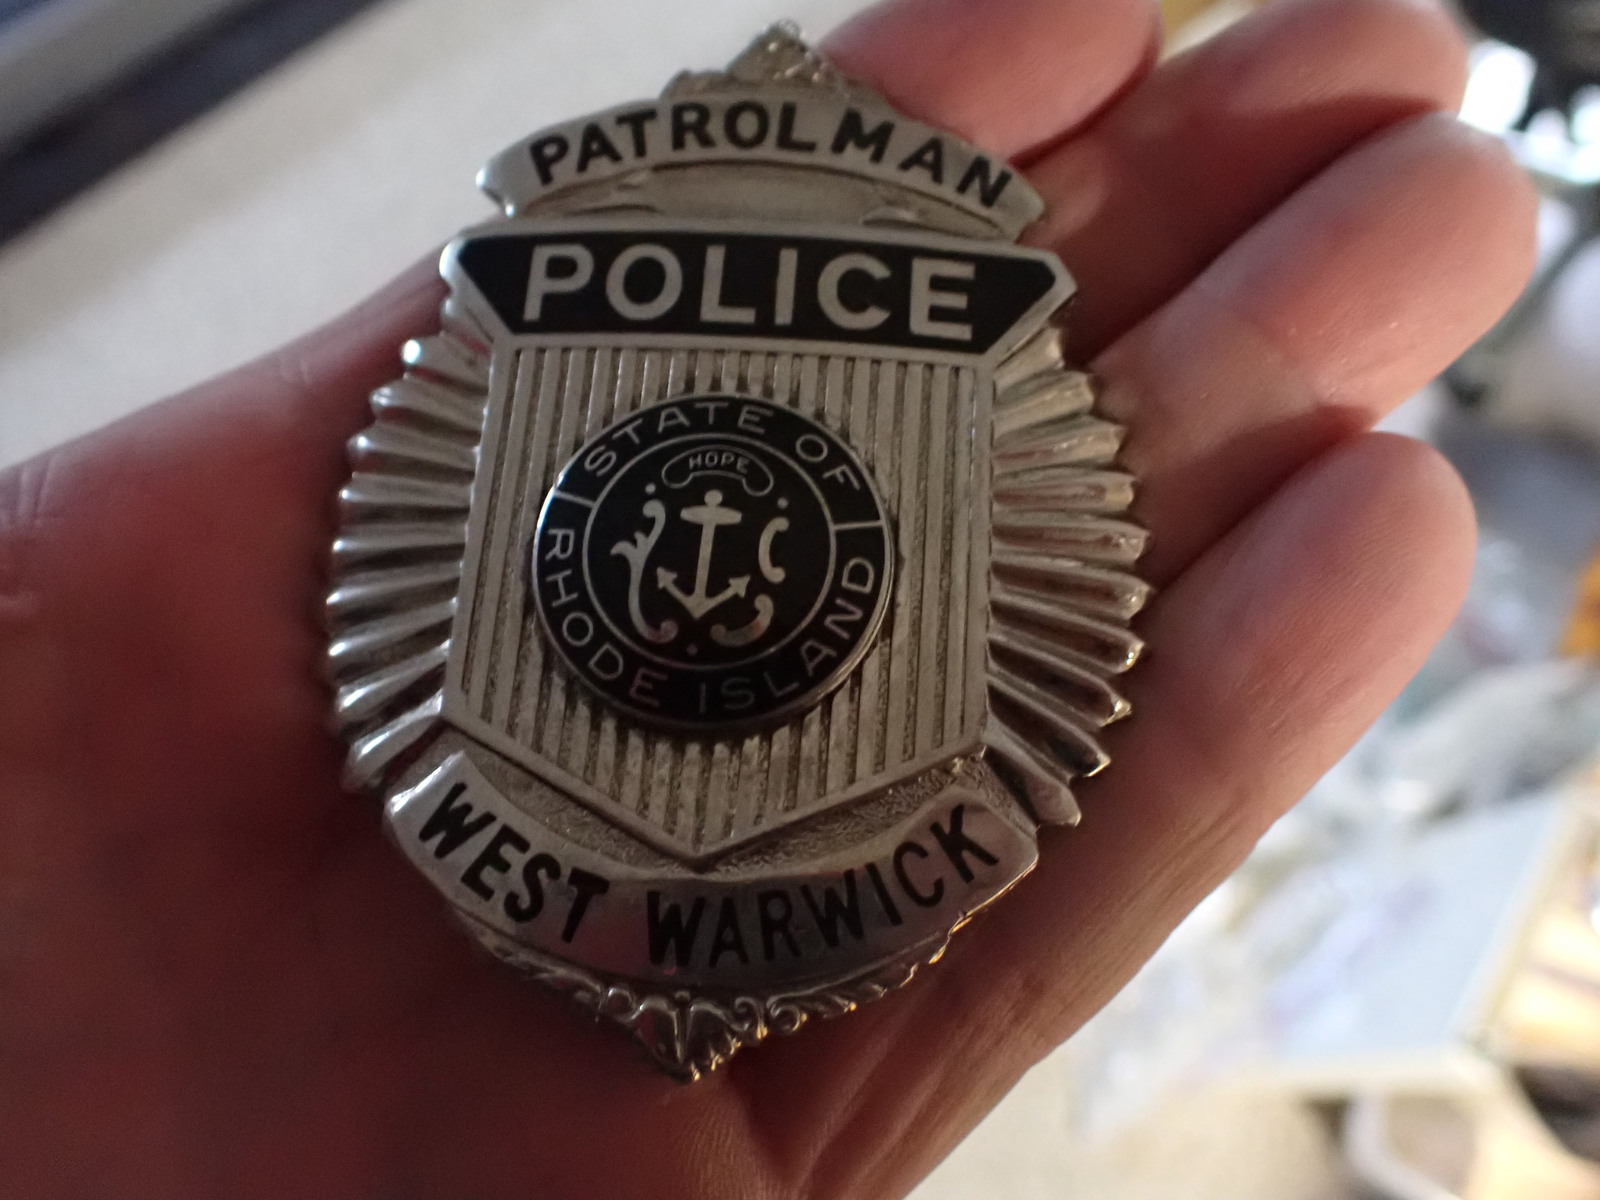 PATROLMAN
POLICE
STATE OF
HOPE
RHODE ISLAND
WEST WARWICK